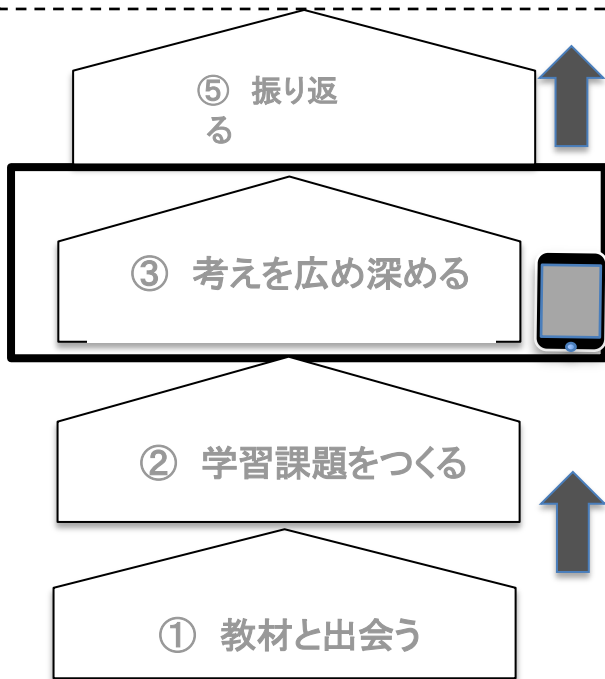 ⑤ 振り返
る
③ 考えを広め深める
② 学習課題をつくる
① 教材と出会う